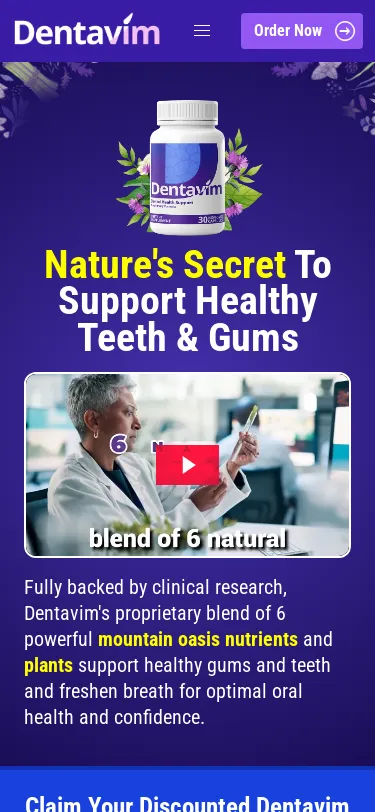 Dentavim
Order Now
Dentavim
30
Nature's Secret To
Support Healthy
Teeth & Gums
6 N
blend of 6 natural
Fully backed by clinical research,
Dentavim's proprietary blend of 6
powerful mountain oasis nutrients and
plants support healthy gums and teeth
and freshen breath for optimal oral
health and confidence.
Claim Your Discounted Dentavim